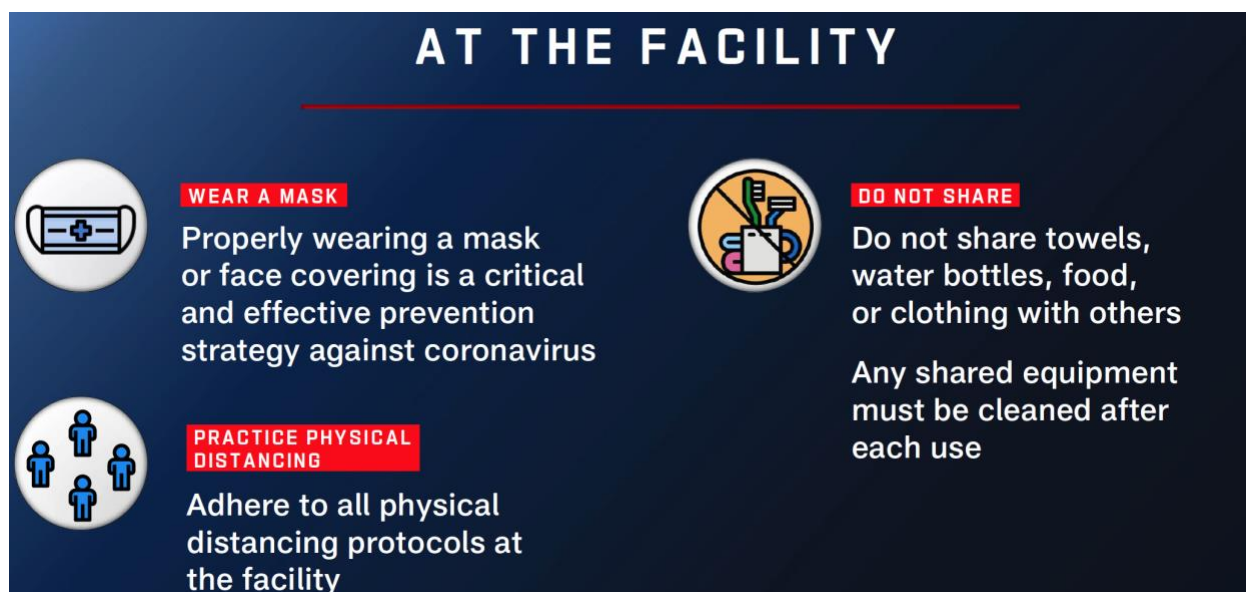 AT THE FACILITY
WEAR A MASK
Properly wearing a mask
or face covering is a critical
and effective prevention
strategy against coronavirus
PRACTICE PHYSICAL
DISTANCING
Adhere to all physical
distancing protocols at
the facility
DO NOT SHARE
Do not share towels,
water bottles, food,
or clothing with others
Any shared equipment
must be cleaned after
each use